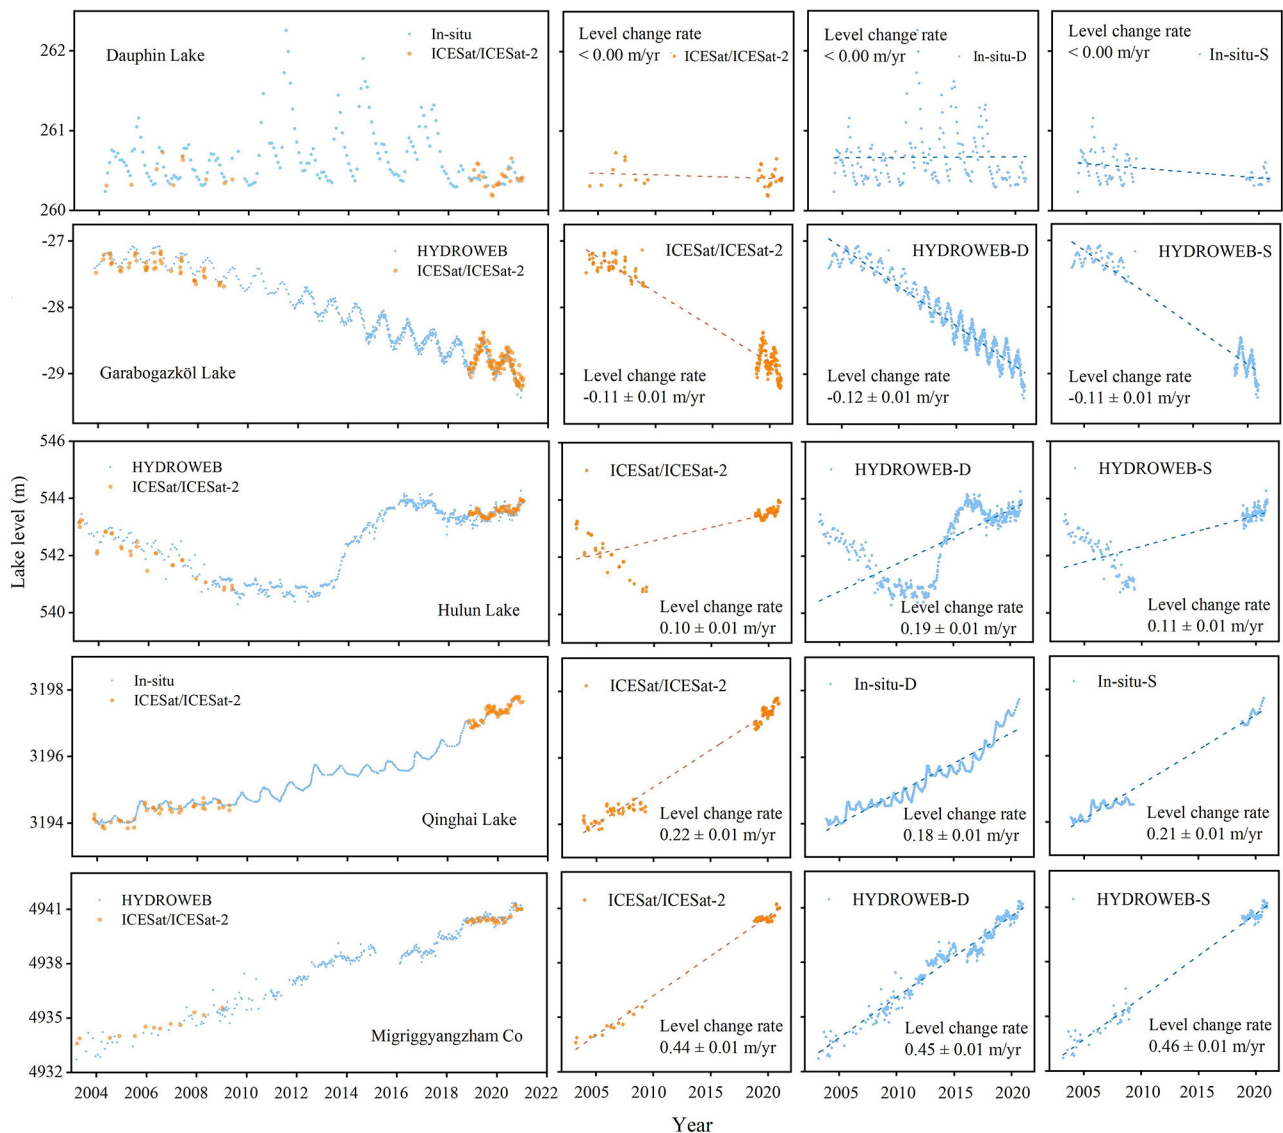 Lake level (m)
262
261
260
Dauphin Lake
In-situ
ICESat/ICESat-2
Level change rate
< 0.00 m/yr
ICESat/ICESat-2
Level change rate
< 0.00 m/yr
In-situ-D
Level change rate
< 0.00 m/yr
In-situ-S
-27
-28
-29
HYDROWEB
ICESat/ICESat-2
Garabogazköl Lake
ICESat/ICESat-2
Level change rate
-0.11 ± 0.01 m/yr
HYDROWEB-D
Level change rate
-0.12 ± 0.01 m/yr
HYDROWEB-S
Level change rate
-0.11 ± 0.01 m/yr
546
544
542
540
HYDROWEB
ICESat/ICESat-2
Hulun Lake
ICESat/ICESat-2
Level change rate
0.10 ± 0.01 m/yr
HYDROWEB-D
Level change rate
0.19 ± 0.01 m/yr
HYDROWEB-S
Level change rate
0.11 ± 0.01 m/yr
3198
3196
3194
In-situ
ICESat/ICESat-2
Qinghai Lake
ICESat/ICESat-2
Level change rate
0.22 ± 0.01 m/yr
In-situ-D
Level change rate
0.18 ± 0.01 m/yr
In-situ-S
Level change rate
0.21 ± 0.01 m/yr
4941
4938
4935
4932
HYDROWEB
ICESat/ICESat-2
Migriggyangzham Co
ICESat/ICESat-2
Level change rate
0.44 ± 0.01 m/yr
HYDROWEB-D
Level change rate
0.45 ± 0.01 m/yr
HYDROWEB-S
Level change rate
0.46 ± 0.01 m/yr
2004 2006 2008 2010 2012 2014 2016 2018 2020 2022
2005 2010 2015 2020
2005 2010 2015 2020
2005 2010 2015 2020
Year